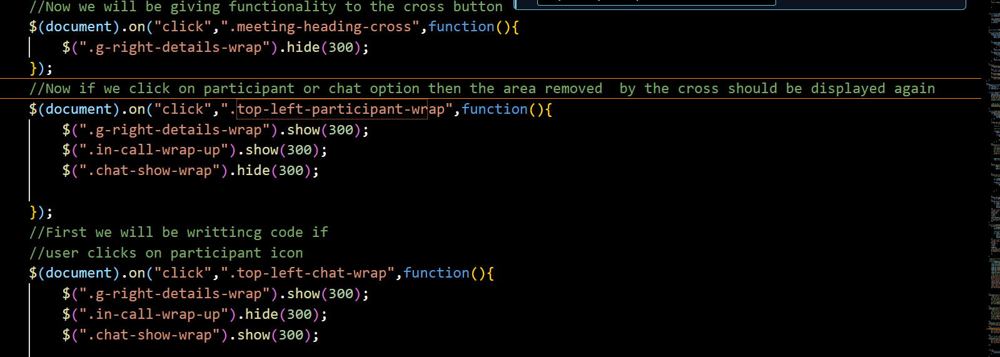 //Now we will be giving functionality to the cross button
$(document).on("click",".meeting-heading-cross",function(){
    $(".g-right-details-wrap").hide(300);
});
//Now if we click on participant or chat option then the area removed  by the cross should be displayed again
$(document).on("click",".top-left-participant-wrap",function(){
    $(".g-right-details-wrap").show(300);
    $(".in-call-wrap-up").show(300);
    $(".chat-show-wrap").hide(300);
});
//First we will be writtincg code if
//user clicks on participant icon
$(document).on("click",".top-left-chat-wrap",function(){
    $(".g-right-details-wrap").show(300);
    $(".in-call-wrap-up").hide(300);
    $(".chat-show-wrap").show(300);